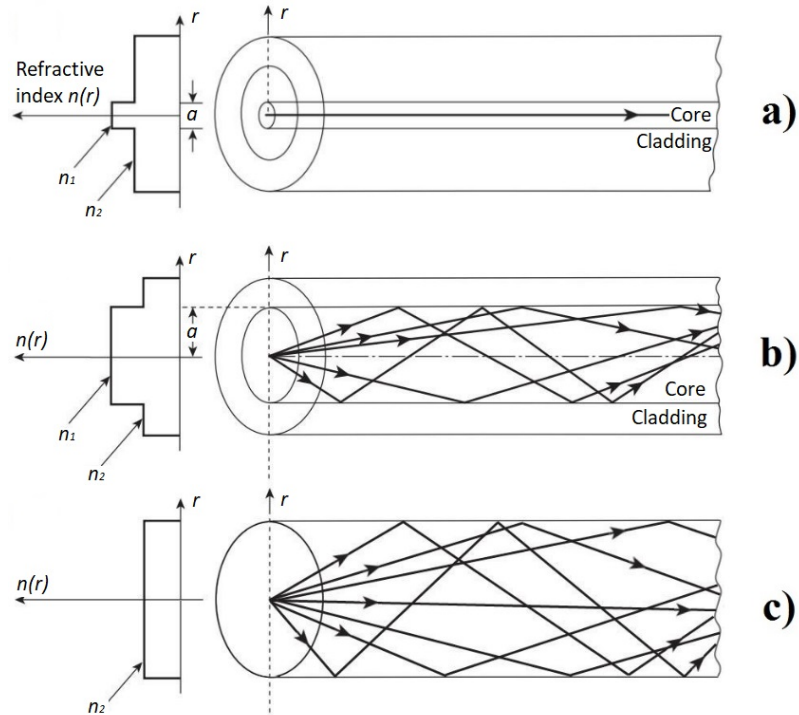 r
r
Refractive
index n(r)
a
Core
Cladding
a)
n1
n2
r
r
a
n(r)
b)
Core
Cladding
n1
n2
r
r
n(r)
c)
n2